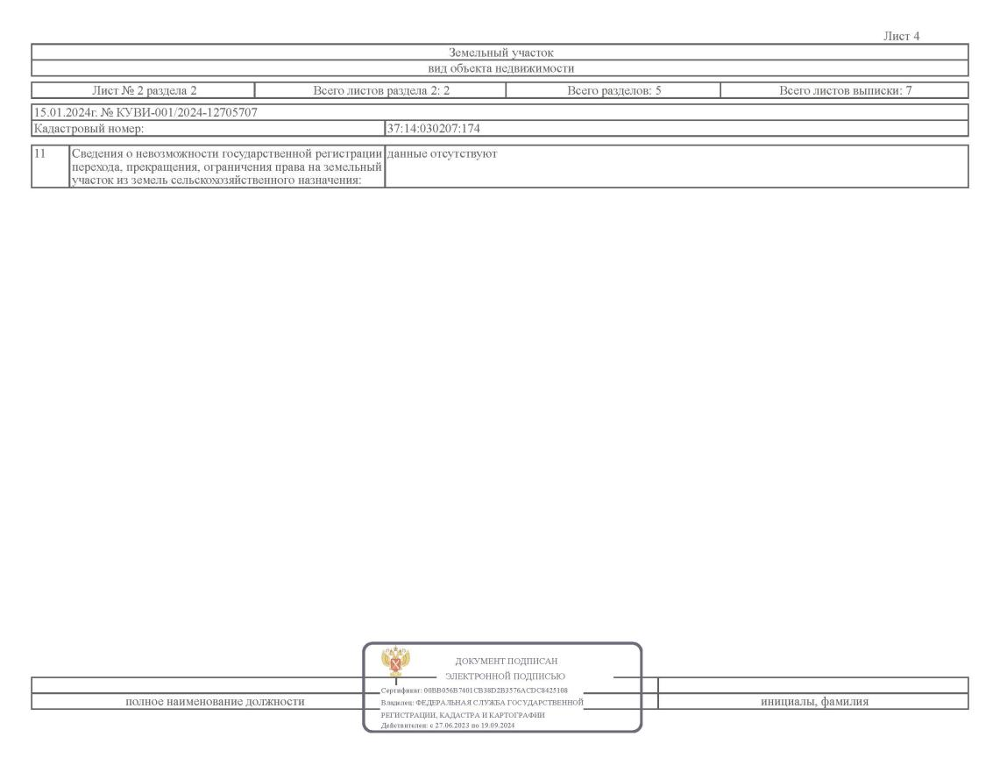 Лист 4
Земельный участок
вид объекта недвижимости
Лист № 2 раздела 2 Всего листов раздела 2: 2 Всего разделов: 5 Всего листов выписки: 7
15.01.2024г. № КУВИ-001/2024-12705707
Кадастровый номер: 37:14:030207:174
11 Сведения о невозможности государственной регистрации данные отсутствуют
перехода, прекращения, ограничения права на земельный
участок из земель сельскохозяйственного назначения:
ДОКУМЕНТ ПОДПИСАН
ЭЛЕКТРОННОЙ ПОДПИСЬЮ
Сертификат: 00BB056B7401CB38D2B3576ACDC8425108
Владелец: ФЕДЕРАЛЬНАЯ СЛУЖБА ГОСУДАРСТВЕННОЙ
РЕГИСТРАЦИИ, КАДАСТРА И КАРТОГРАФИИ
Действителен: с 27.06.2023 по 19.09.2024
полное наименование должности
инициалы, фамилия